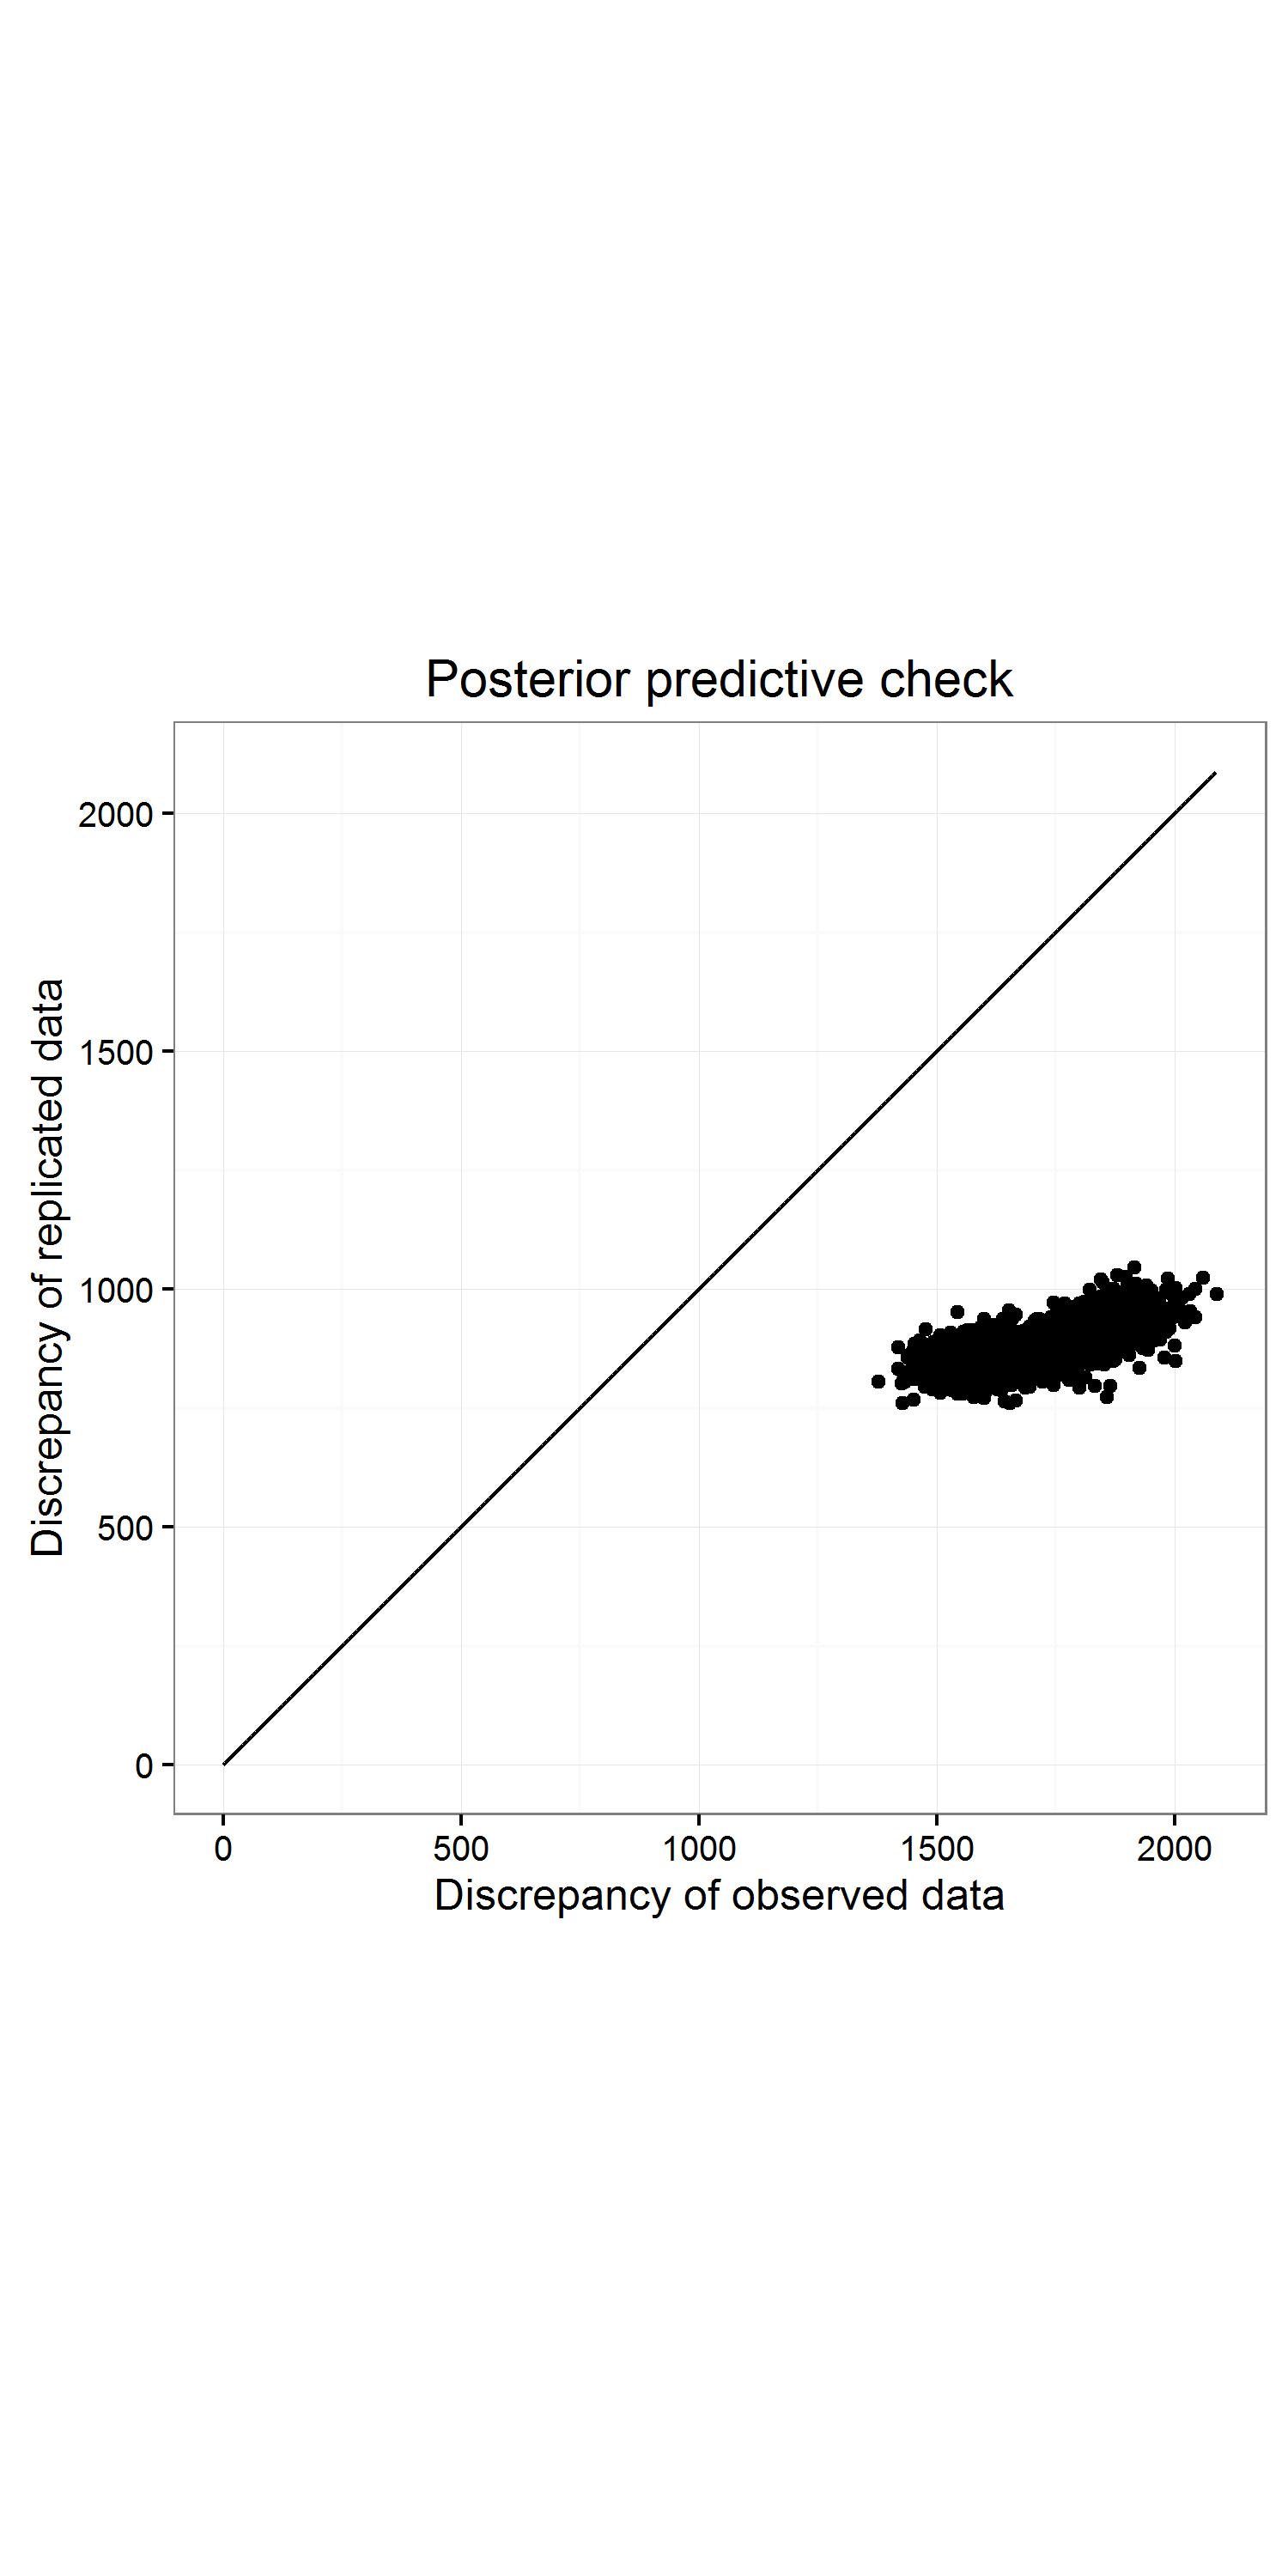 Posterior predictive check
Discrepancy of replicated data
2000
1500
1000
500
0
0 500 1000 1500 2000
Discrepancy of observed data